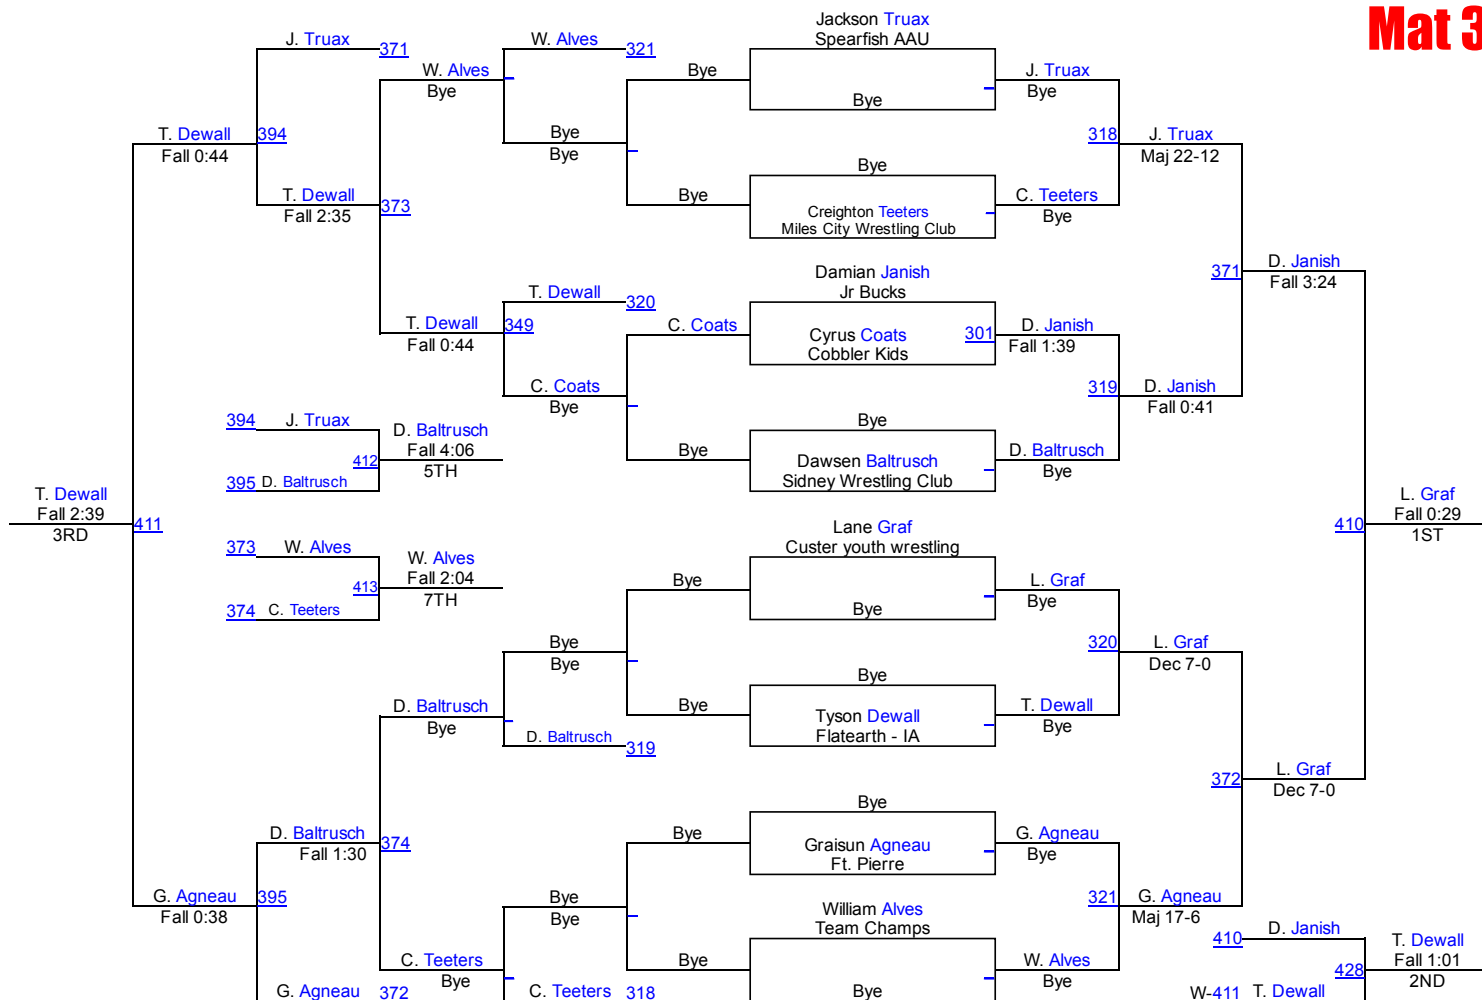 Mat 3
J. Truax
371
W. Alves
321
Jackson Truax
Spearfish AAU
W. Alves
Bye
Bye
J. Truax
Bye
Bye
T. Dewall
394
Fall 0:44
Bye
Bye
318
J. Truax
Maj 22-12
Bye
T. Dewall
373
Fall 2:35
Bye
Creighton Teeters
Miles City Wrestling Club
C. Teeters
Bye
371
D. Janish
Fall 3:24
Damian Janish
Jr Bucks
T. Dewall
320
T. Dewall
349
Fall 0:44
C. Coats
Cyrus Coats
301
Cobbler Kids
D. Janish
Fall 1:39
C. Coats
Bye
319
D. Janish
Fall 0:41
394
J. Truax
D. Baltrusch
Fall 4:06
412
5TH
395
D. Baltrusch
Bye
Bye
Dawsen Baltrusch
Sidney Wrestling Club
D. Baltrusch
Bye
T. Dewall
Fall 2:39
411
3RD
L. Graf
Fall 0:29
410
1ST
Lane Graf
Custer youth wrestling
373
W. Alves
W. Alves
Fall 2:04
413
7TH
374
C. Teeters
Bye
Bye
L. Graf
Bye
Bye
Bye
320
L. Graf
Dec 7-0
Bye
D. Baltrusch
Bye
Bye
Tyson Dewall
Flatearth - IA
T. Dewall
Bye
D. Baltrusch
319
372
L. Graf
Dec 7-0
Bye
D. Baltrusch
374
Fall 1:30
Bye
Graisun Agneau
Ft. Pierre
G. Agneau
Bye
G. Agneau
395
Fall 0:38
Bye
Bye
321
G. Agneau
Maj 17-6
William Alves
Team Champs
410
D. Janish
T. Dewall
Fall 1:01
428
2ND
C. Teeters
Bye
Bye
W. Alves
Bye
G. Agneau
372
C. Teeters
318
Bye
W-411
T. Dewall